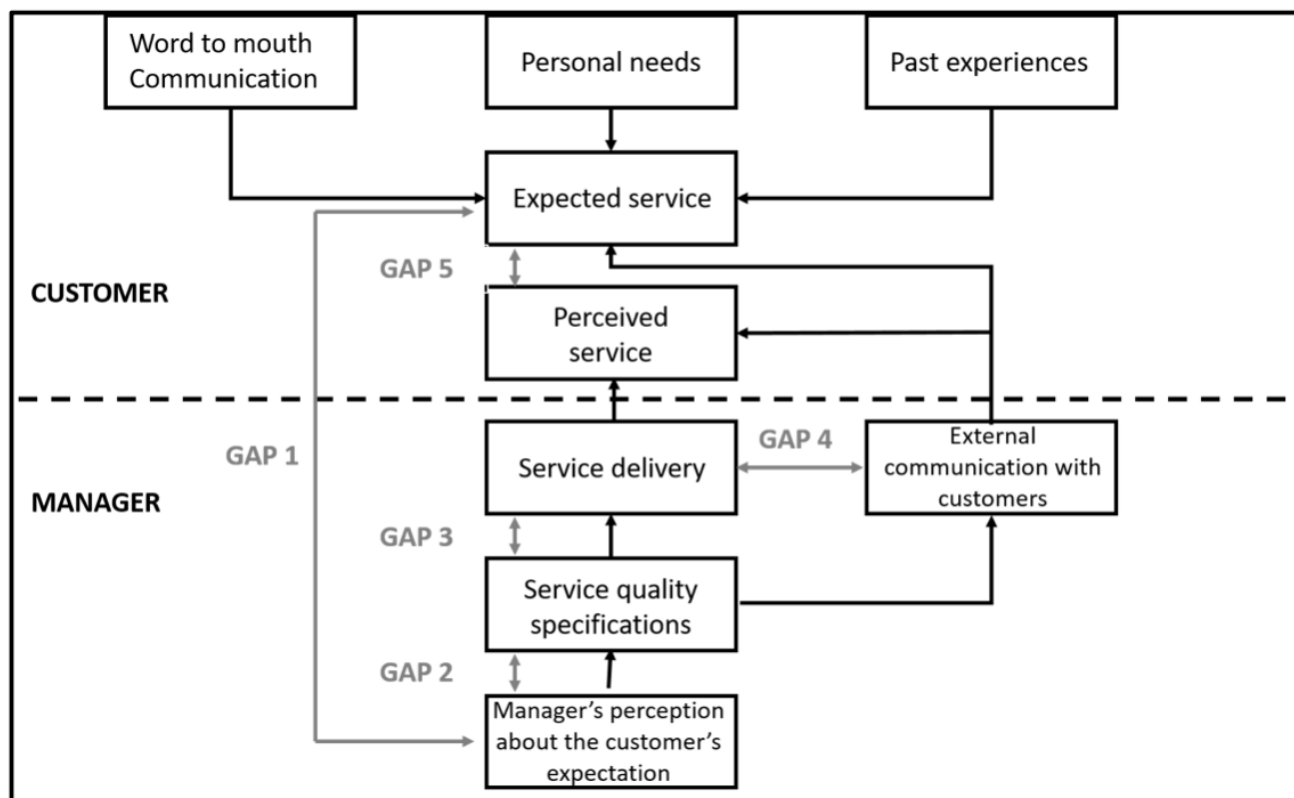 Word to mouth
Communication
Personal needs
Past experiences
Expected service
GAP 5
CUSTOMER
Perceived
service
GAP 1
MANAGER
Service delivery
GAP 4
External
communication with
customers
GAP 3
Service quality
specifications
GAP 2
Manager's perception
about the customer's
expectation